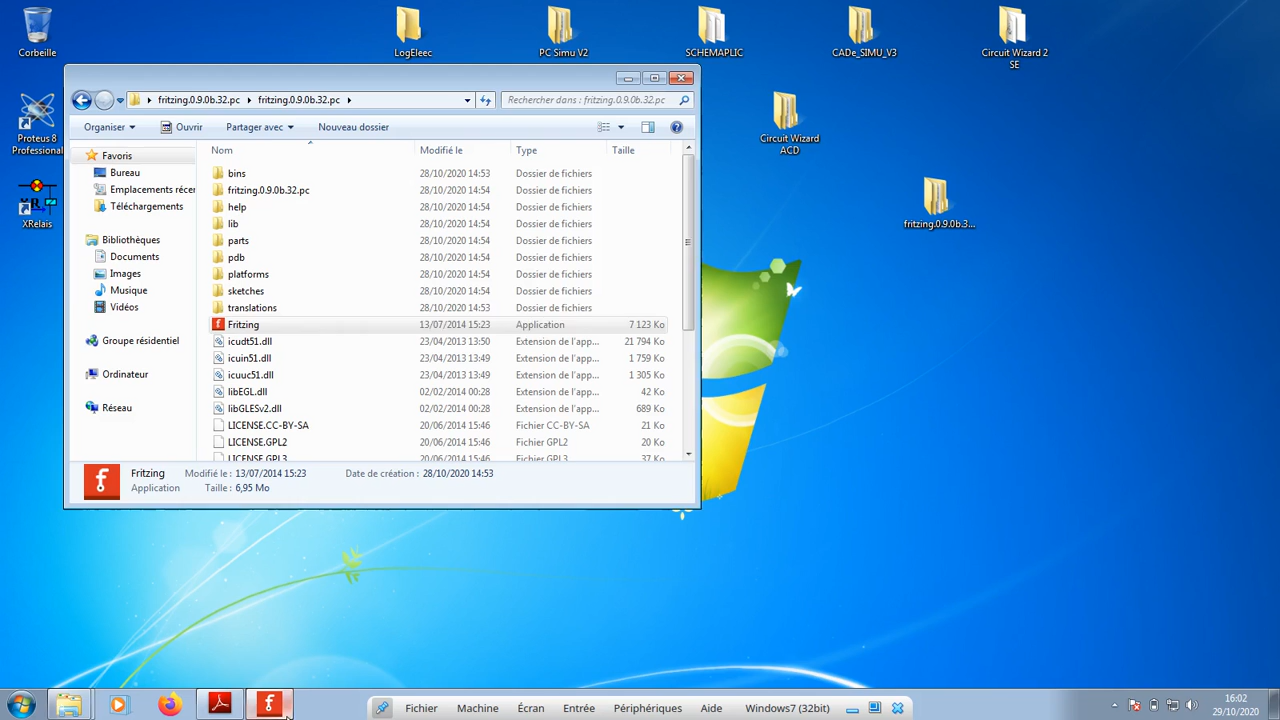 Corbeille
LogEleec
PC Simu V2
SCHEMAPLIC
CADe_SIMU_V3
Circuit Wizard 2
SE
Proteus 8
Professional
XRelais
Circuit Wizard
ACD
fritzing.0.9.0b.3...
fritzing.0.9.0b.32.pc fritzing.0.9.0b.32.pc
Rechercher dans : fritzing.0.9.0b.32.pc
Organiser Ouvrir Partager avec Nouveau dossier
Favoris
Bureau
Emplacements récer
Téléchargements
Bibliothèques
Documents
Images
Musique
Vidéos
Groupe résidentiel
Ordinateur
Réseau
Nom Modifié le Type Taille
bins 28/10/2020 14:53 Dossier de fichiers
fritzing.0.9.0b.32.pc 28/10/2020 14:54 Dossier de fichiers
help 28/10/2020 14:54 Dossier de fichiers
lib 28/10/2020 14:54 Dossier de fichiers
parts 28/10/2020 14:54 Dossier de fichiers
pdb 28/10/2020 14:54 Dossier de fichiers
platforms 28/10/2020 14:54 Dossier de fichiers
sketches 28/10/2020 14:54 Dossier de fichiers
translations 28/10/2020 14:53 Dossier de fichiers
Fritzing 13/07/2014 15:23 Application 7 123 Ko
icudt51.dll 23/04/2013 13:50 Extension de l'app... 21 794 Ko
icuin51.dll 23/04/2013 13:49 Extension de l'app... 1 759 Ko
icuuc51.dll 23/04/2013 13:49 Extension de l'app... 1 305 Ko
libEGL.dll 02/02/2014 00:28 Extension de l'app... 42 Ko
libGLESv2.dll 02/02/2014 00:28 Extension de l'app... 689 Ko
LICENSE.CC-BY-SA 20/06/2014 15:46 Fichier CC-BY-SA 21 Ko
LICENSE.GPL2 20/06/2014 15:46 Fichier GPL2 20 Ko
LICENSE.GPL3 20/06/2014 15:46 Fichier GPL3 37 Ko
Fritzing Modifié le : 13/07/2014 15:23 Date de création : 28/10/2020 14:53
Application Taille : 6,95 Mo
Fichier Machine Écran Entrée Périphériques Aide Windows7 (32bit)
16:02
29/10/2020